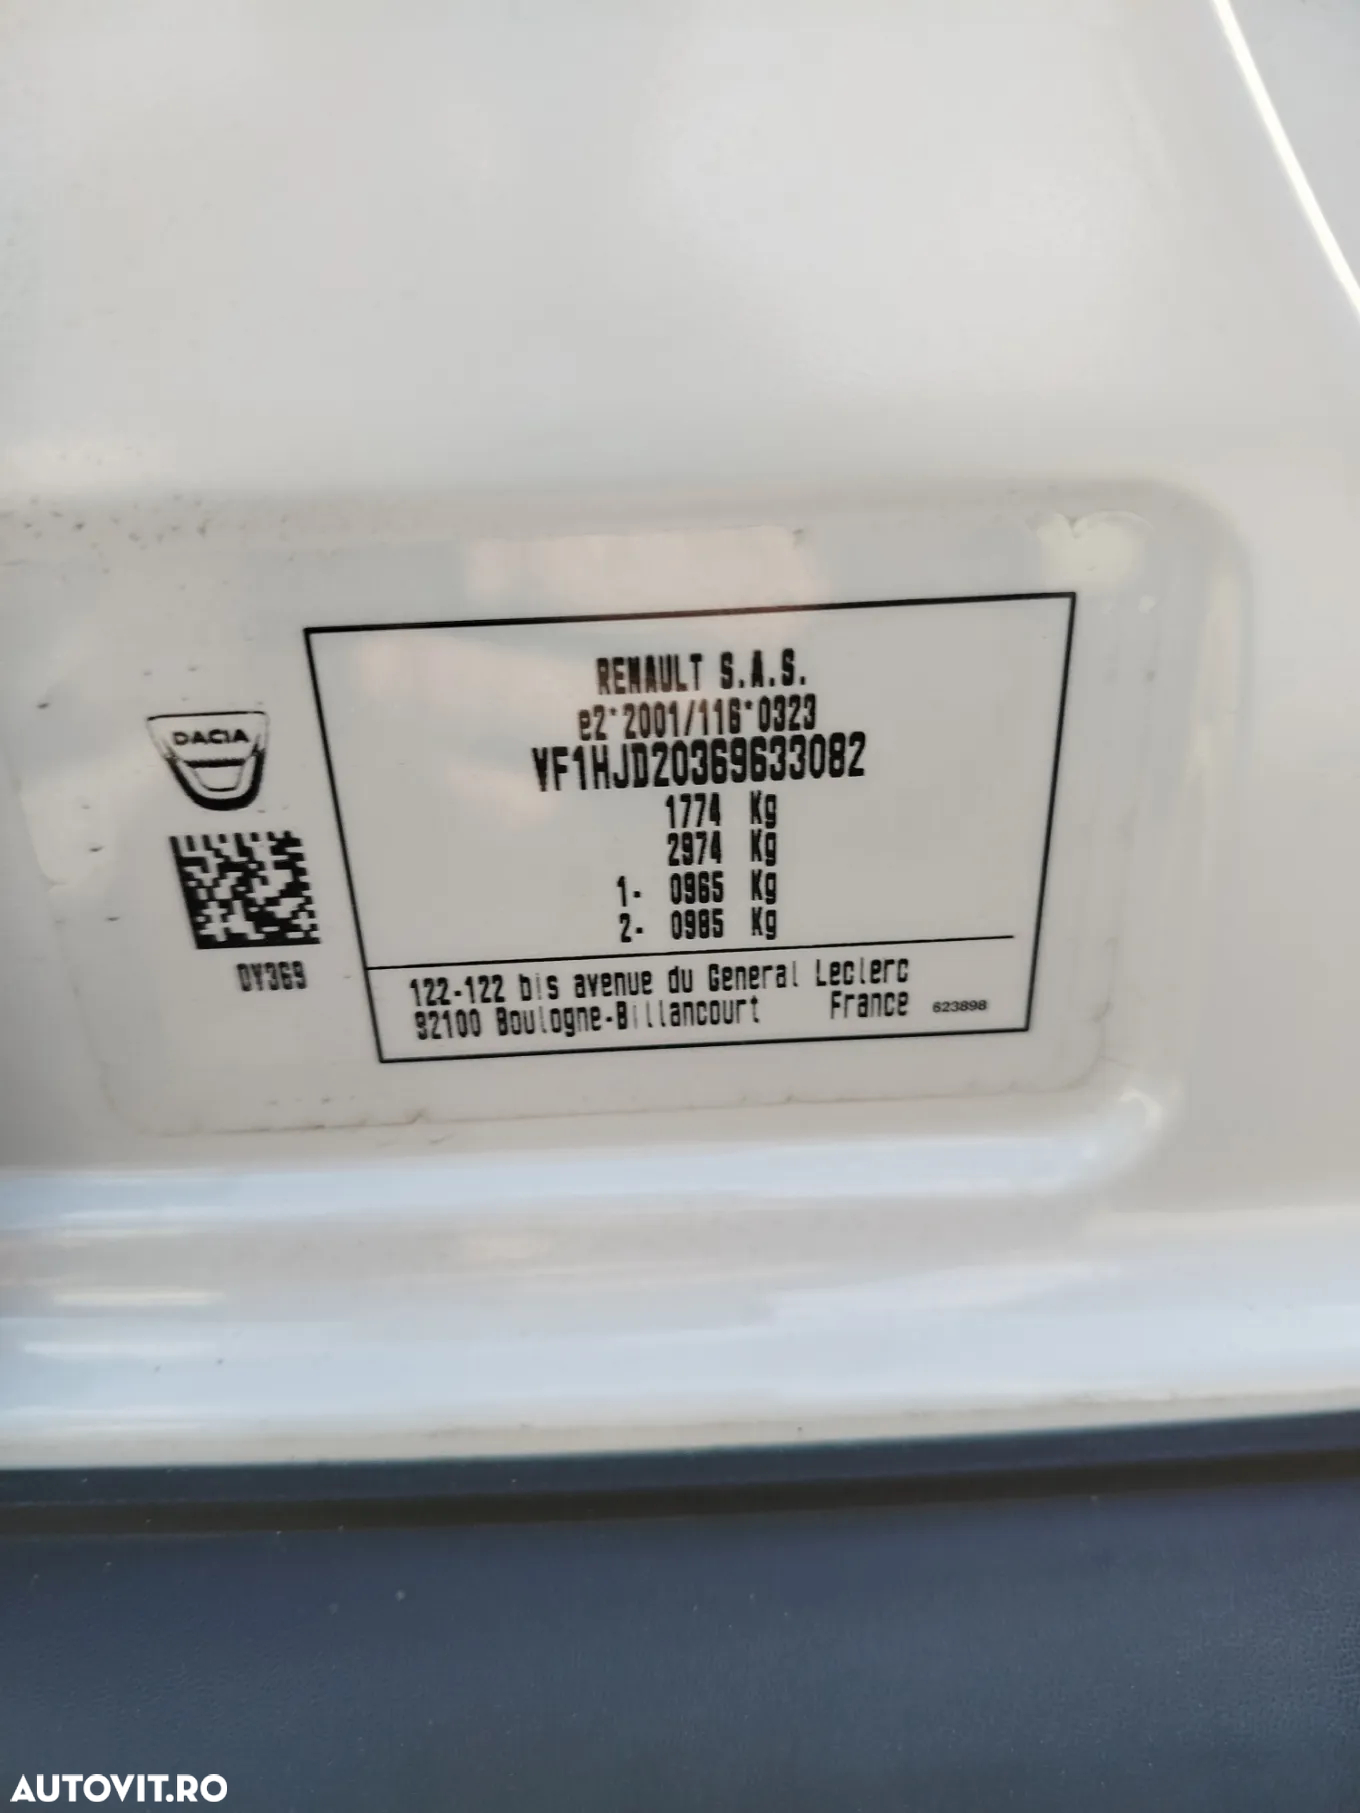 RENAULT S.A.S.
e2*2001/116*0323
VF1HJD20369633082
1774 Kg
2974 Kg
1- 0965 Kg
2- 0985 Kg
DACIA
DY369
122-122 bis avenue du General Leclerc
92100 Boulogne-Billancourt France 623898
AUTOVIT.RO